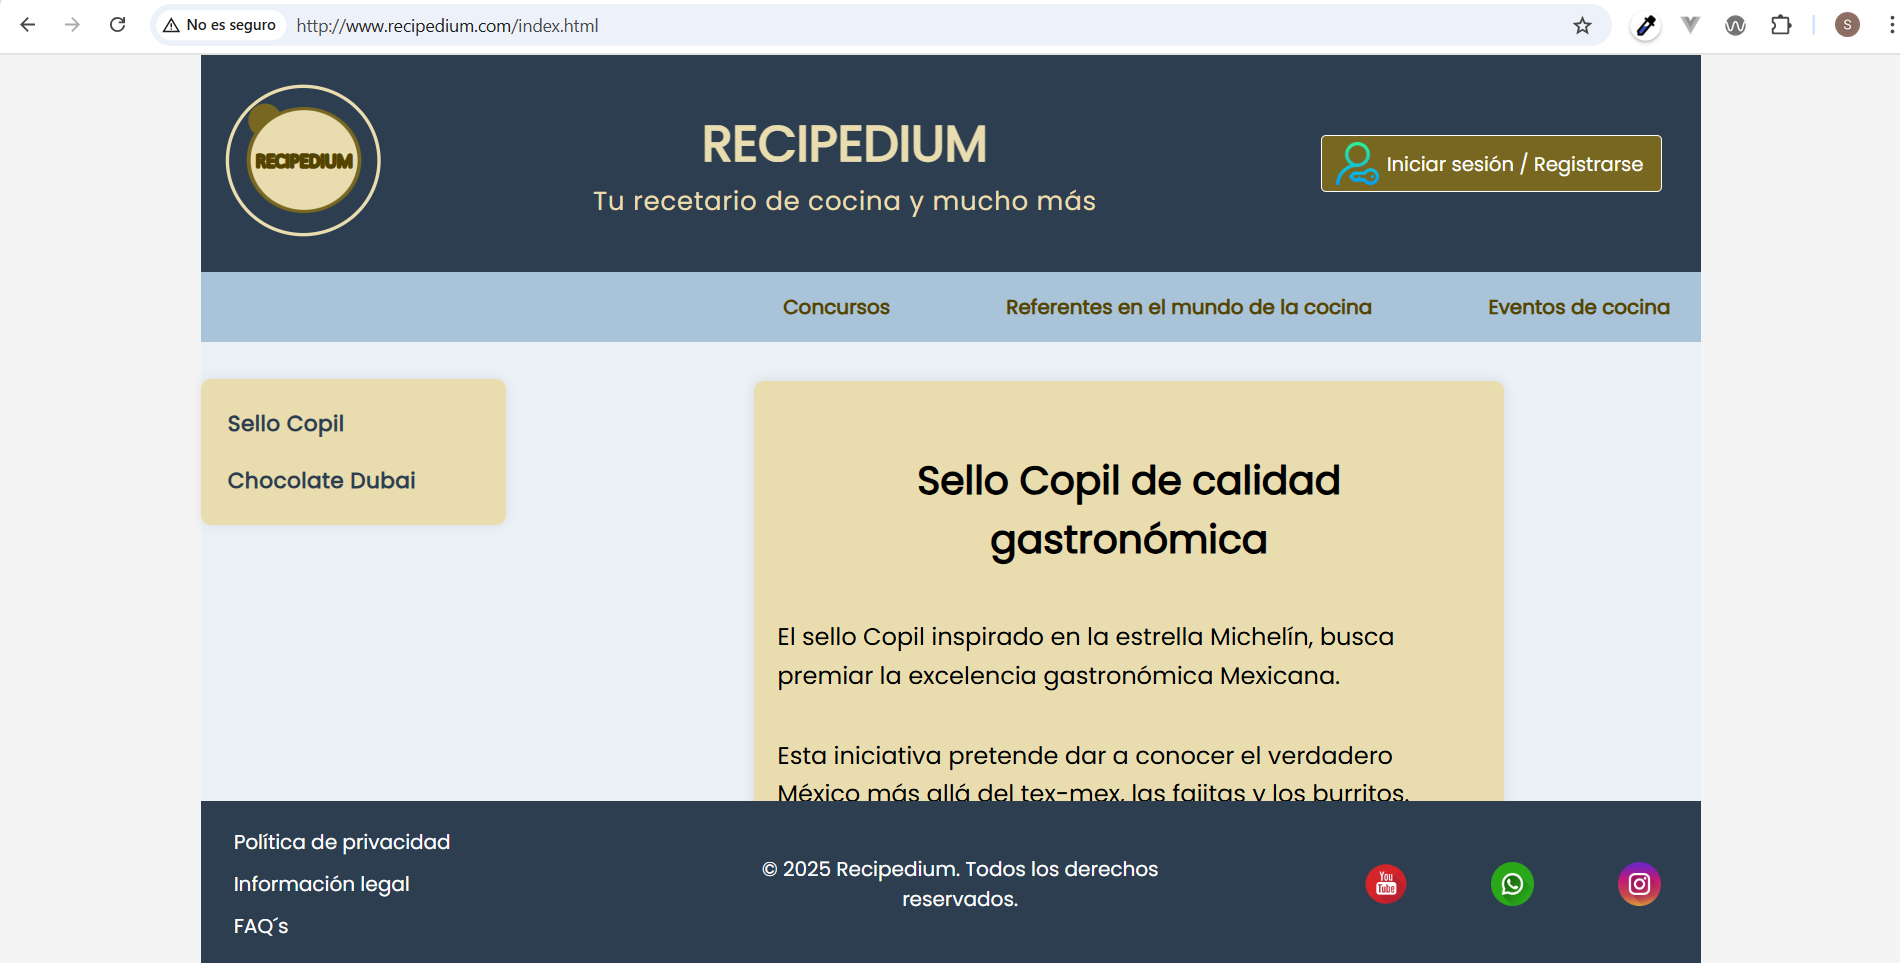 No es seguro http://www.recipedium.com/index.html
S
RECIPEDIUM
RECIPEDIUM
Tu recetario de cocina y mucho más
Iniciar sesión / Registrarse
Concursos Referentes en el mundo de la cocina Eventos de cocina
Sello Copil
Chocolate Dubai
Sello Copil de calidad
gastronómica
El sello Copil inspirado en la estrella Michelín, busca
premiar la excelencia gastronómica Mexicana.
Esta iniciativa pretende dar a conocer el verdadero
México más allá del tex-mex, las fajitas y los burritos.
Política de privacidad
Información legal
FAQ´s
© 2025 Recipedium. Todos los derechos
reservados.
You
Tube